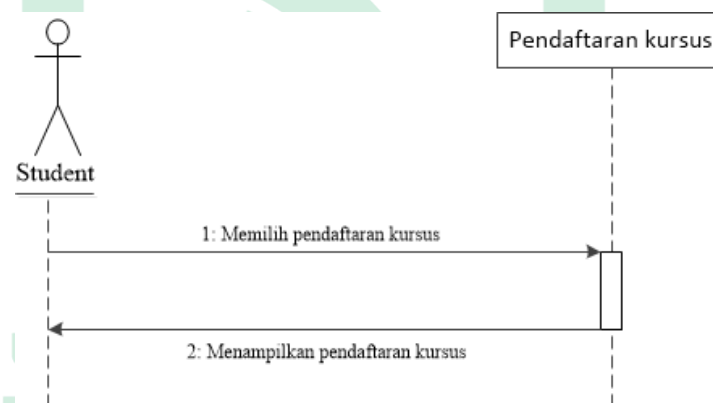 Pendaftaran kursus
Student
1: Memilih pendaftaran kursus
2: Menampilkan pendaftaran kursus